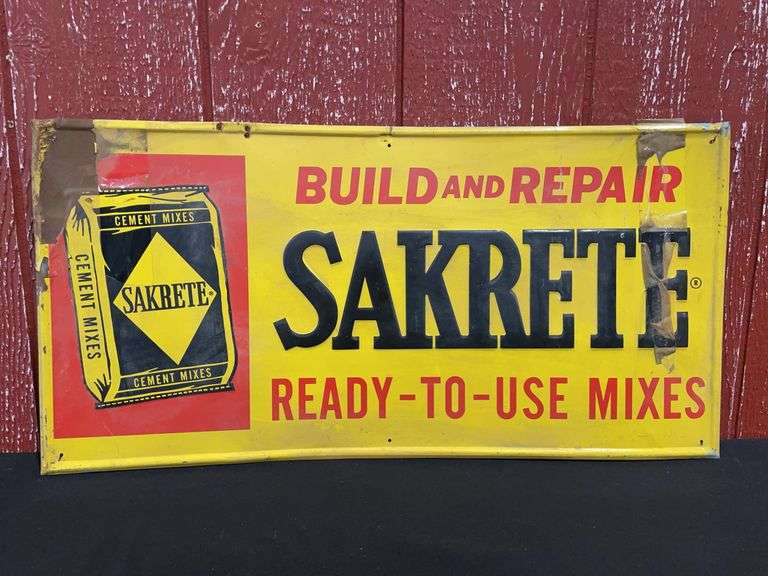 CEMENT MIXES
CEMENT MIXES
SAKRETE®
CEMENT MIXES
BUILD AND REPAIR
SAKRETE®
READY-TO-USE MIXES